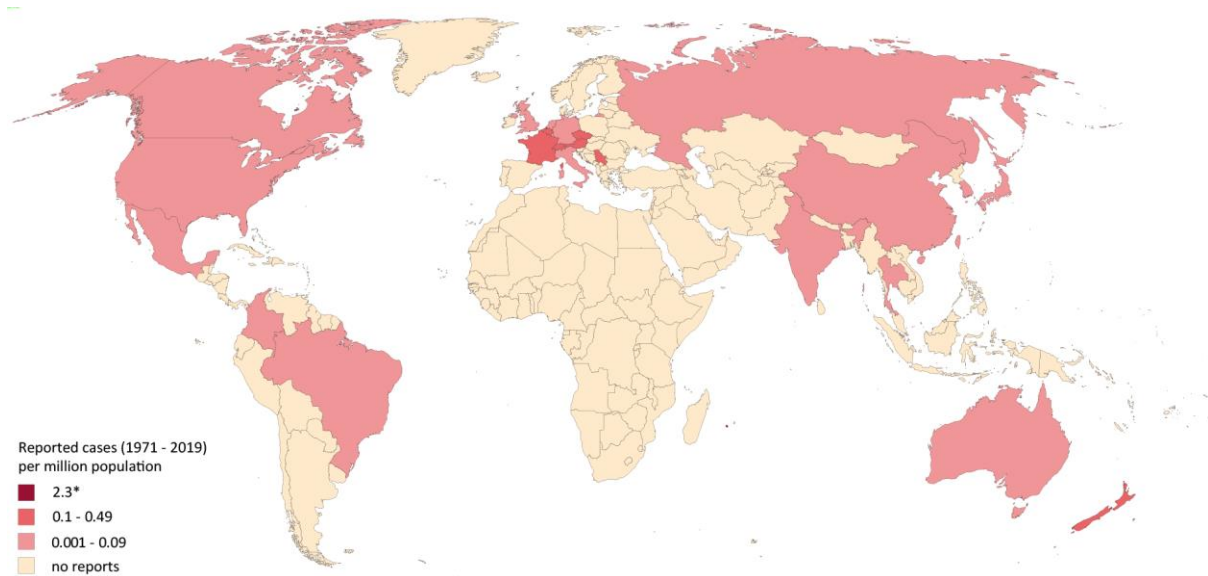 Reported cases (1971 - 2019)
per million population
2.3*
0.1 - 0.49
0.001 - 0.09
no reports